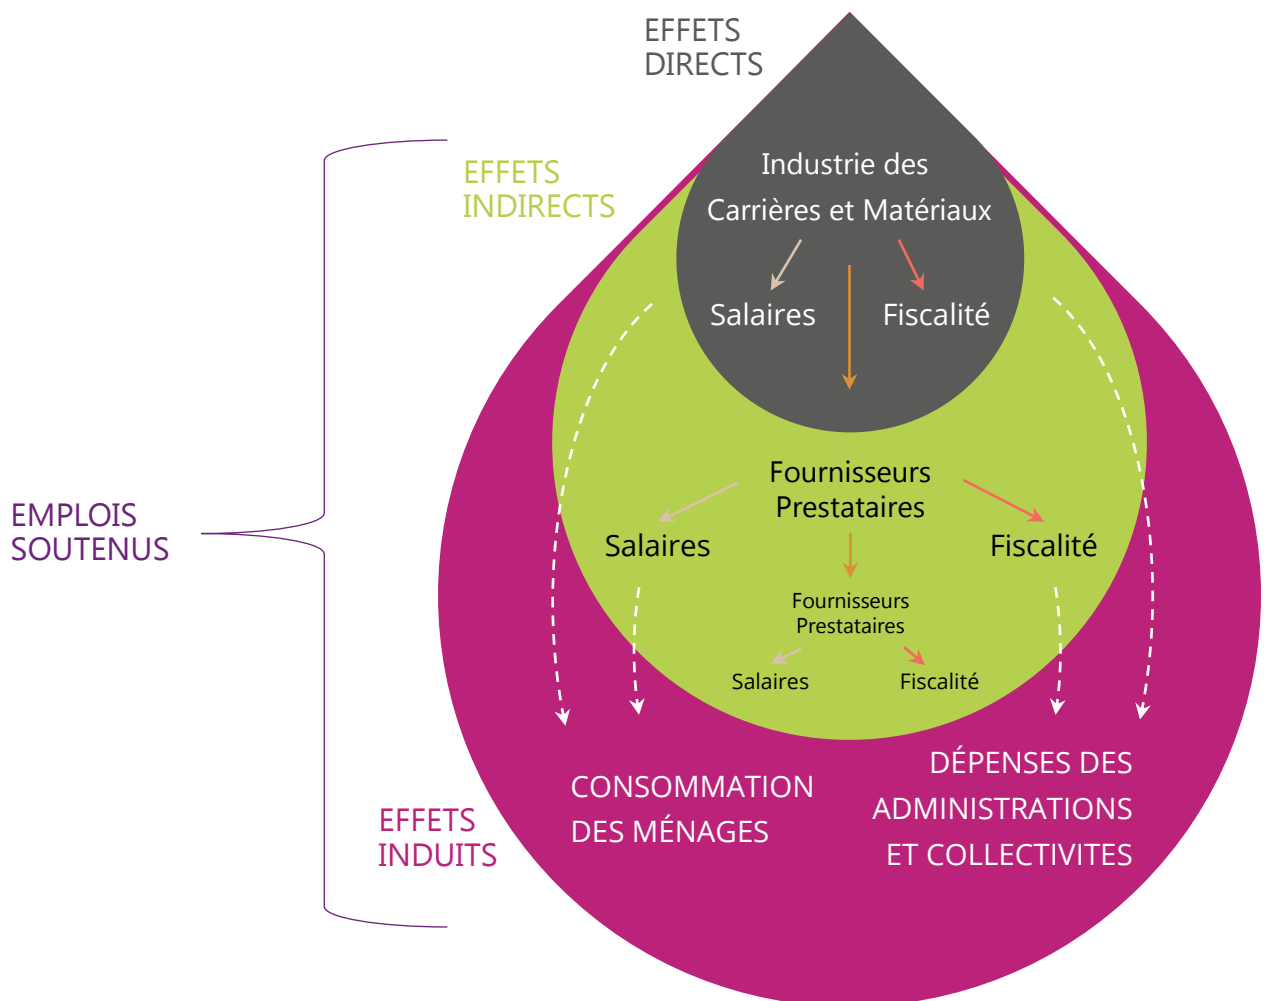 EFFETS
DIRECTS
Industrie des
Carrières et Matériaux
EFFETS
INDIRECTS
Salaires
Fiscalité
Fournisseurs
Prestataires
EMPLOIS
SOUTENUS
Salaires
Fiscalité
Fournisseurs
Prestataires
Salaires
Fiscalité
EFFETS
INDUITS
CONSOMMATION
DES MÉNAGES
DÉPENSES DES
ADMINISTRATIONS
ET COLLECTIVITES